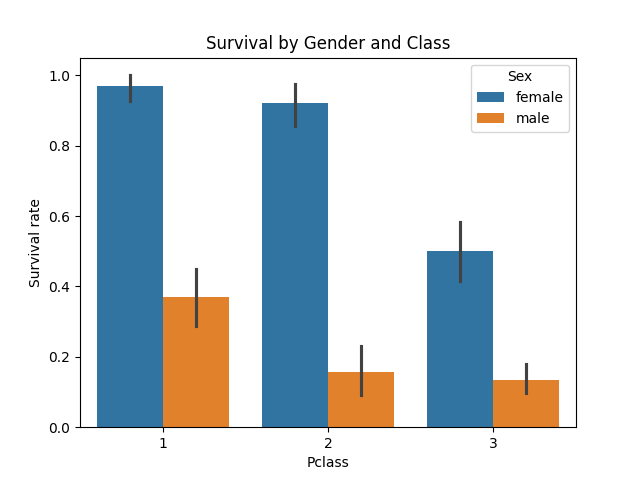 Survival by Gender and Class
Sex
female
male
Survival rate
1.0
0.8
0.6
0.4
0.2
0.0
1
2
3
Pclass